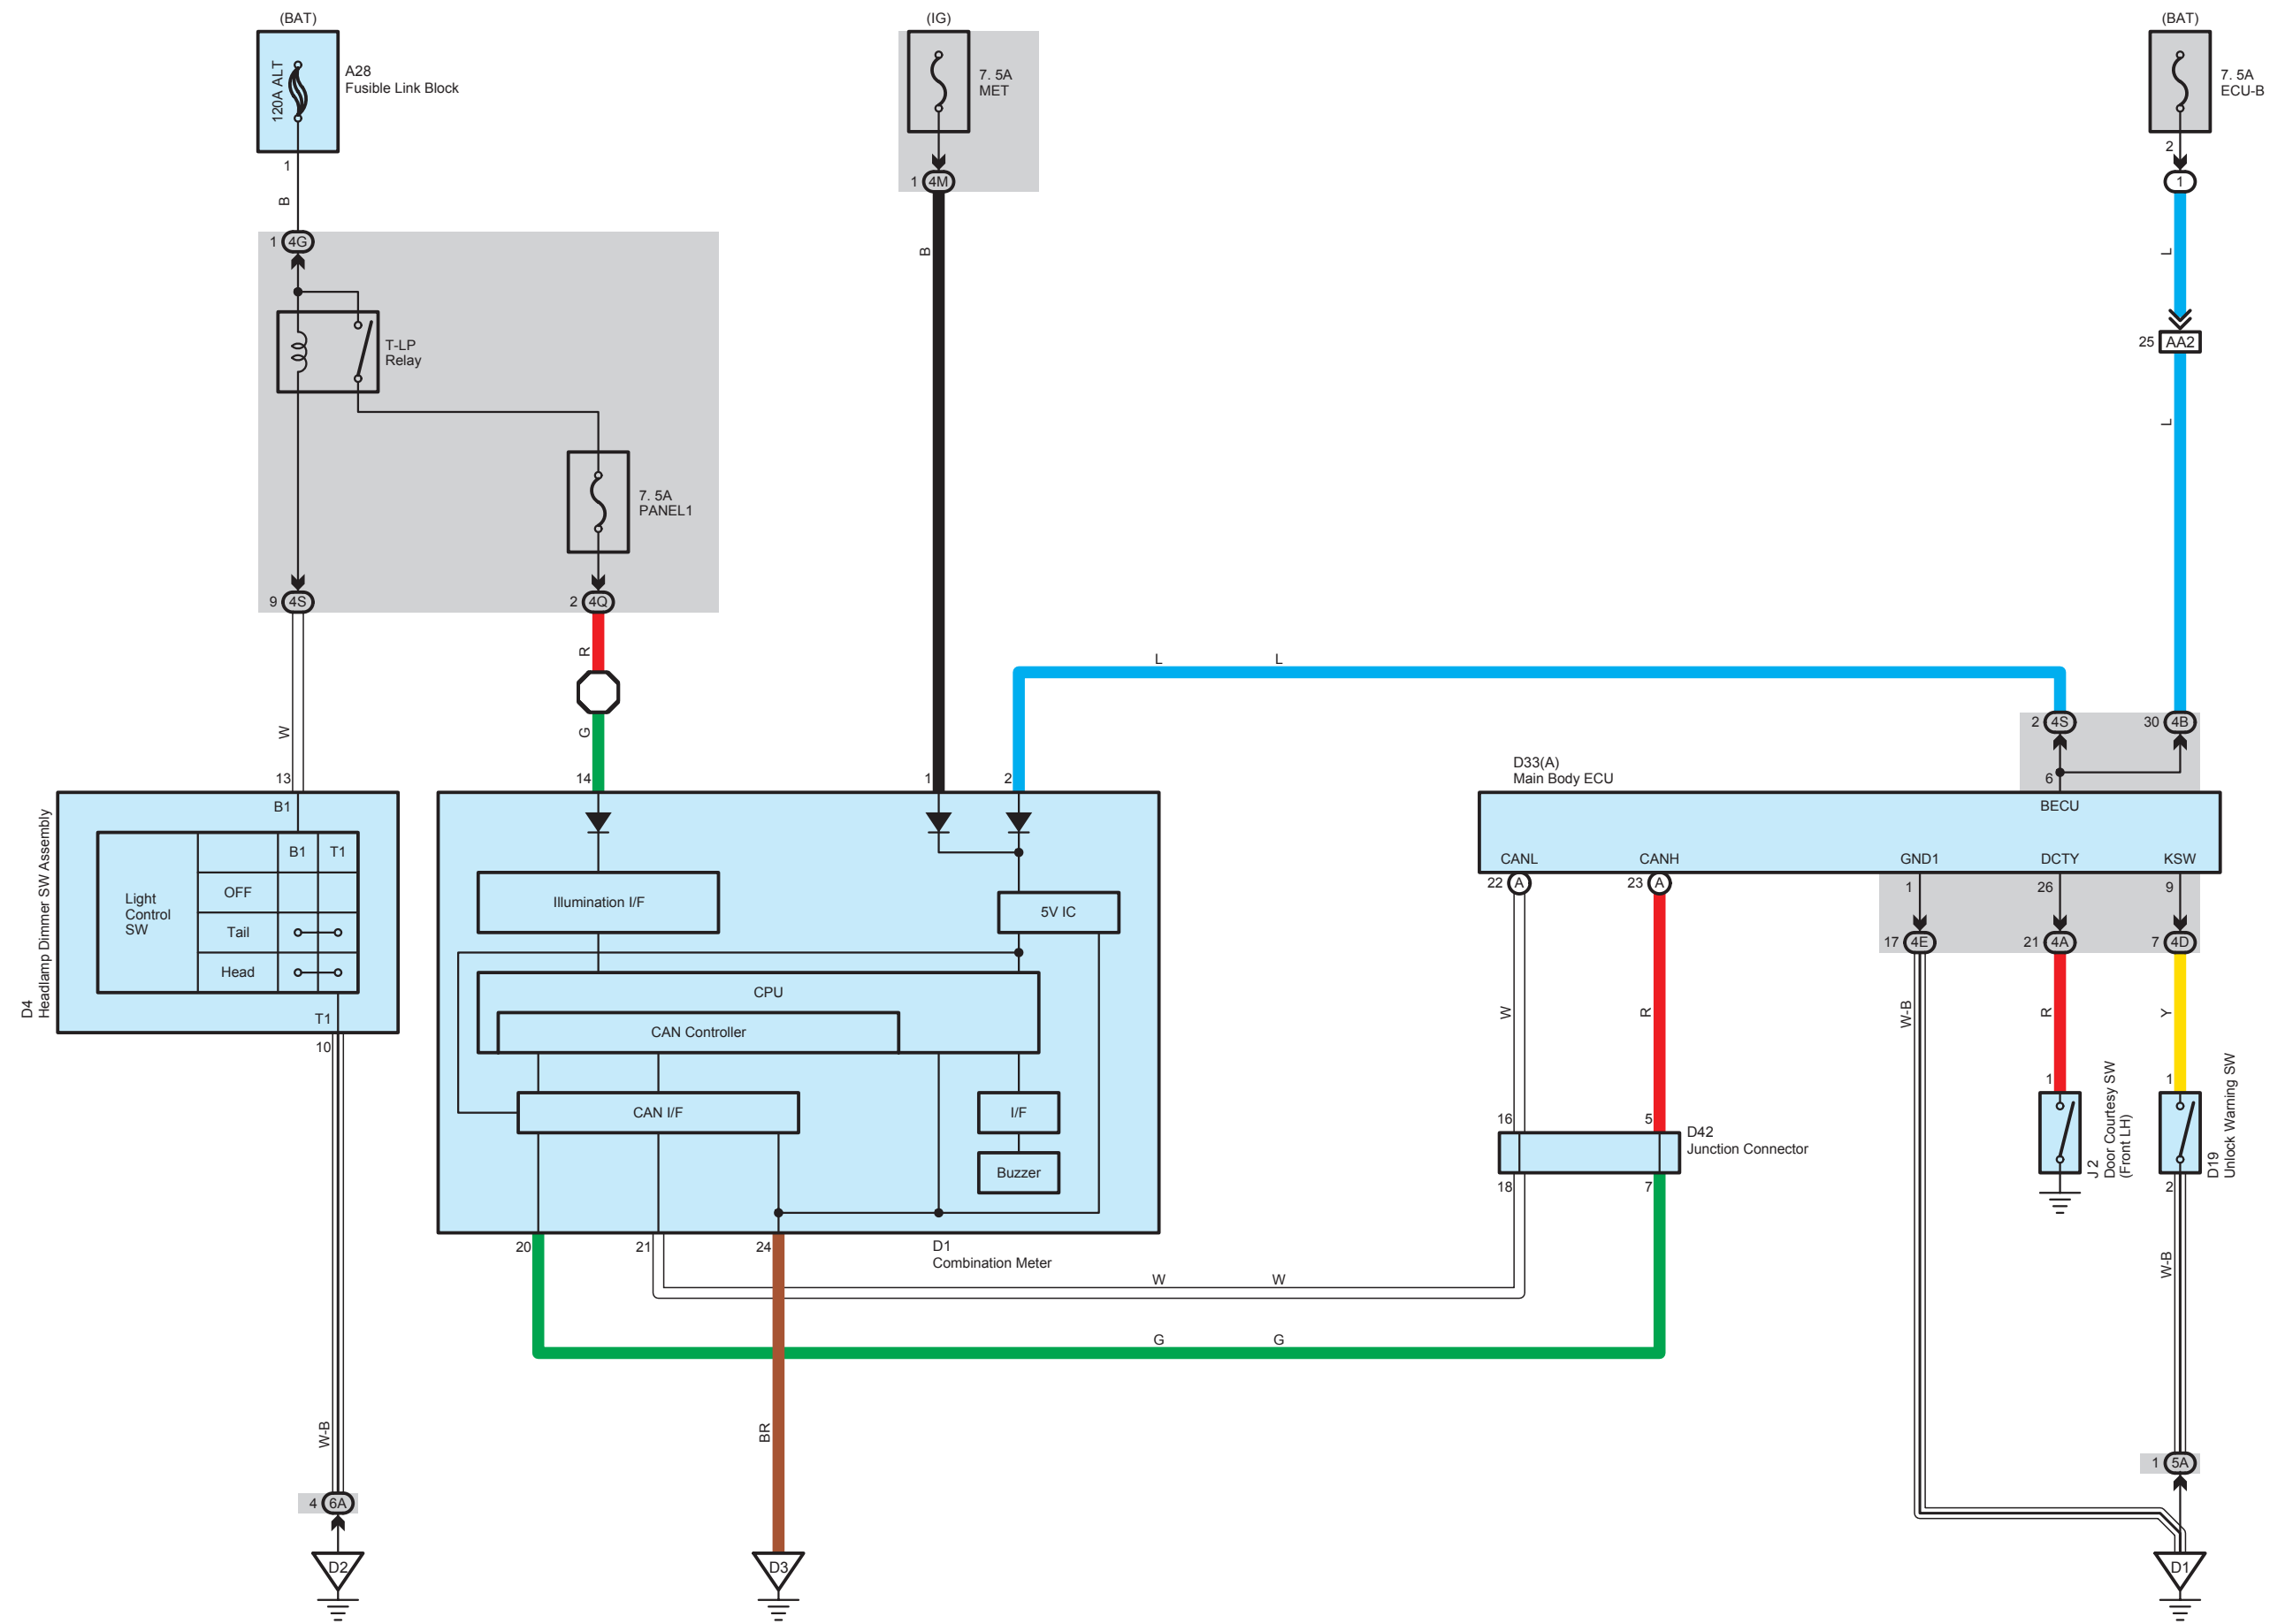 (BAT)
120A ALT
A28
Fusible Link Block
1
B
(IG)
7. 5A
MET
1
4M
B
(BAT)
7. 5A
ECU-B
2
1
L
25
AA2
L
1
4G
T-LP
Relay
7. 5A
PANEL1
9
4S
2
4Q
W
R
G
L
L
2
4S
30
4B
6
13
14
1
2
D33(A)
Main Body ECU
D4
Headlamp Dimmer SW Assembly
B1
Light
Control
SW
B1
T1
OFF
Tail
Head
T1
10
Illumination I/F
5V IC
CPU
CAN Controller
CAN I/F
I/F
Buzzer
20
21
24
D1
Combination Meter
BECU
CANL
CANH
GND1
DCTY
KSW
22
A
23
A
1
26
9
17
4E
21
4A
7
4D
W
R
W-B
R
Y
16
5
D42
Junction Connector
18
7
1
J 2
Door Courtesy SW
(Front LH)
1
D19
Unlock Warning SW
2
W-B
W
W
G
G
W-B
BR
4
6A
1
5A
D2
D3
D1